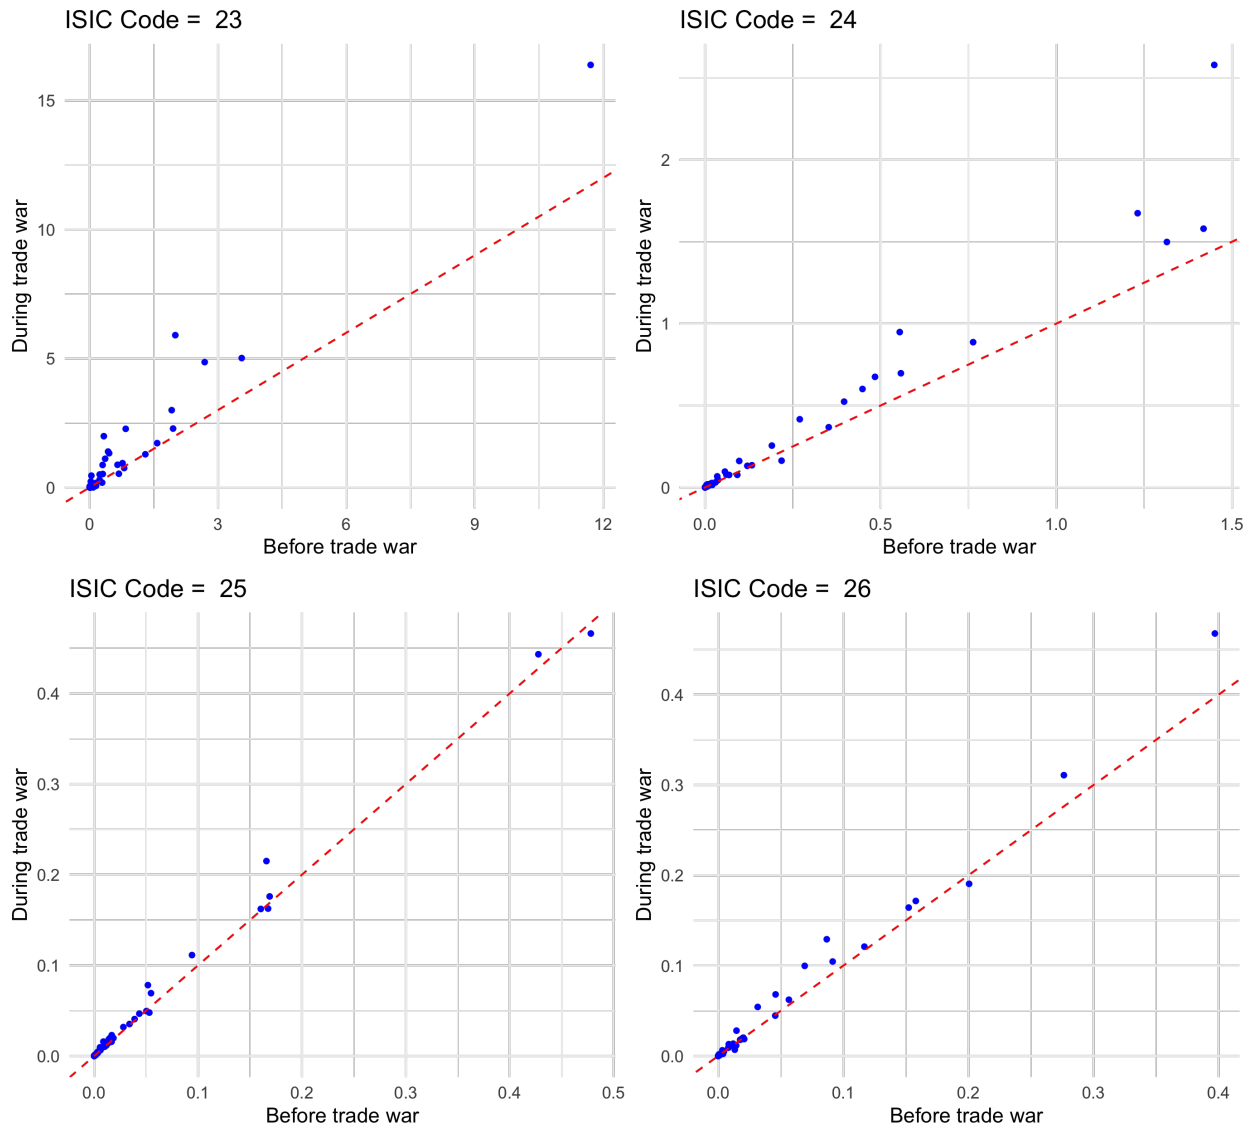 ISIC Code =  23
15
10
5
0
During trade war
0 3 6 9 12
Before trade war
ISIC Code =  24
2
1
0
During trade war
0.0 0.5 1.0 1.5
Before trade war
ISIC Code =  25
0.4
0.3
0.2
0.1
0.0
During trade war
0.0 0.1 0.2 0.3 0.4 0.5
Before trade war
ISIC Code =  26
0.4
0.3
0.2
0.1
0.0
During trade war
0.0 0.1 0.2 0.3 0.4
Before trade war